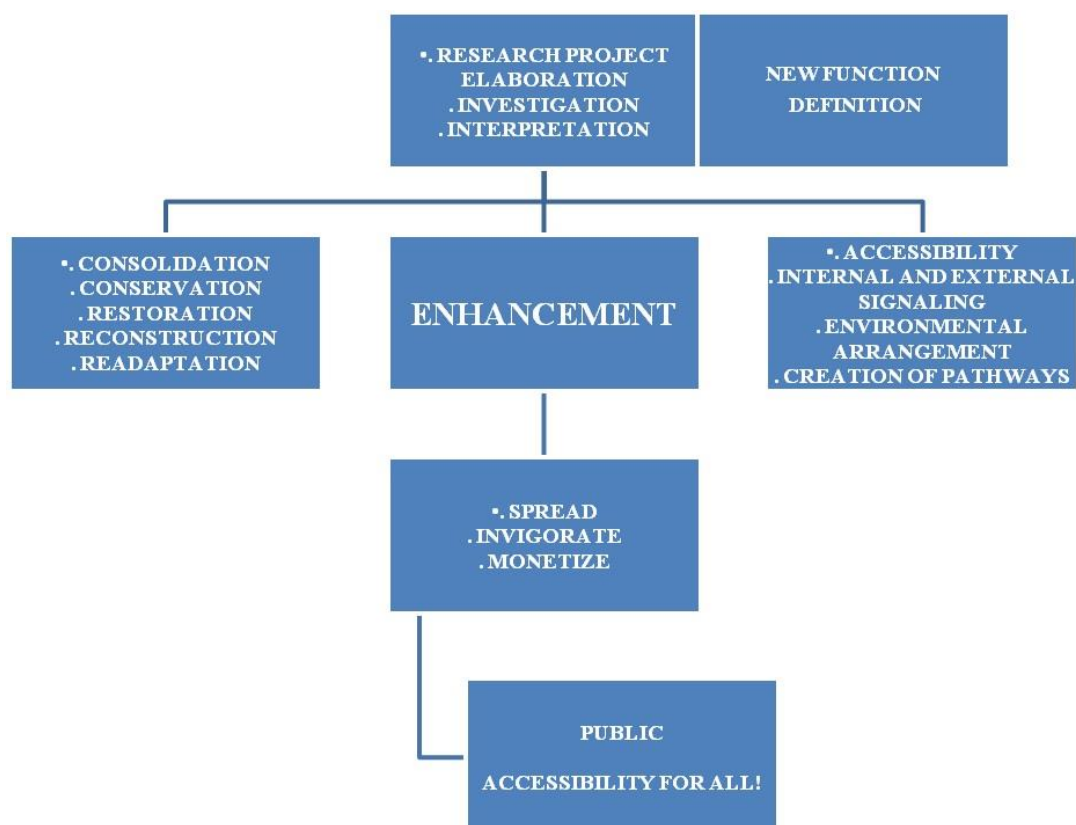 ▪. RESEARCH PROJECT
ELABORATION
. INVESTIGATION
. INTERPRETATION
NEW FUNCTION
DEFINITION
▪. CONSOLIDATION
. CONSERVATION
. RESTORATION
. RECONSTRUCTION
. READAPTATION
ENHANCEMENT
▪. ACCESSIBILITY
. INTERNAL AND EXTERNAL
SIGNALING
. ENVIRONMENTAL
ARRANGEMENT
. CREATION OF PATHWAYS
▪. SPREAD
. INVIGORATE
. MONETIZE
PUBLIC
ACCESSIBILITY FOR ALL!